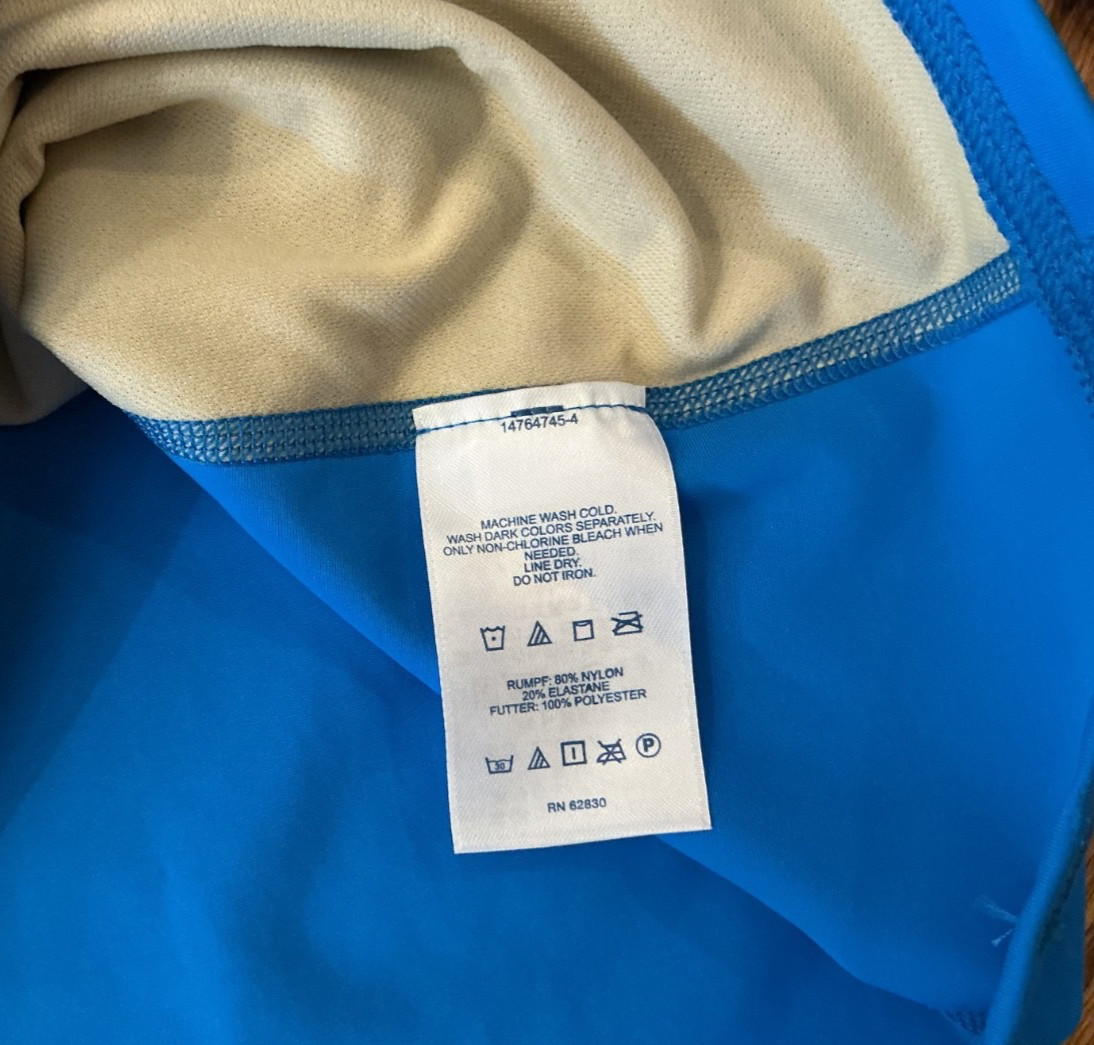 14764745-4
MACHINE WASH COLD.
WASH DARK COLORS SEPARATELY.
ONLY NON-CHLORINE BLEACH WHEN
NEEDED.
LINE DRY.
DO NOT IRON.
RUMPF: 80% NYLON
20% ELASTANE
FUTTER: 100% POLYESTER
30
P
RN 62830